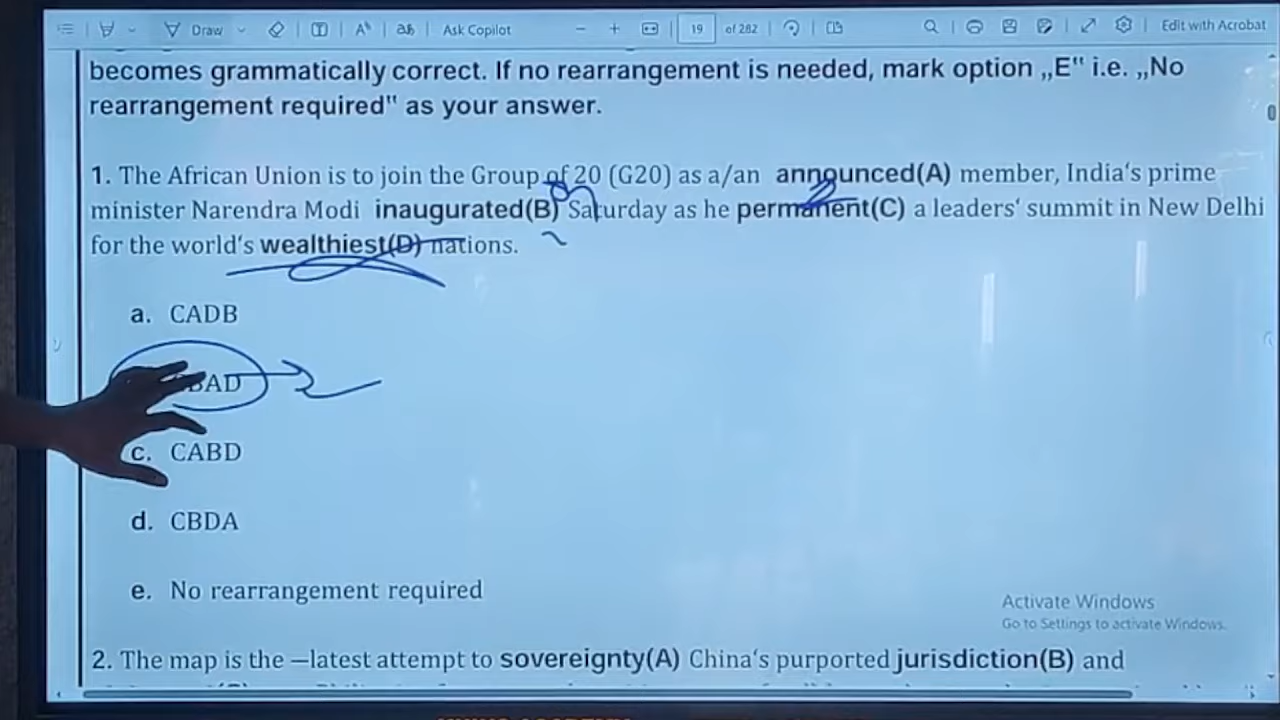 Draw
Ask Copilot
19
of 282
Edit with Acrobat
becomes grammatically correct. If no rearrangement is needed, mark option „E" i.e. „No
rearrangement required" as your answer.
1. The African Union is to join the Group of 20 (G20) as a/an announced(A) member, India‘s prime
minister Narendra Modi inaugurated(B) Saturday as he permanent(C) a leaders‘ summit in New Delhi
for the world‘s wealthiest(D) nations.
a. CADB
BAD
c. CABD
d. CBDA
e. No rearrangement required
Activate Windows
Go to Settings to activate Windows.
2. The map is the —latest attempt to sovereignty(A) China‘s purported jurisdiction(B) and